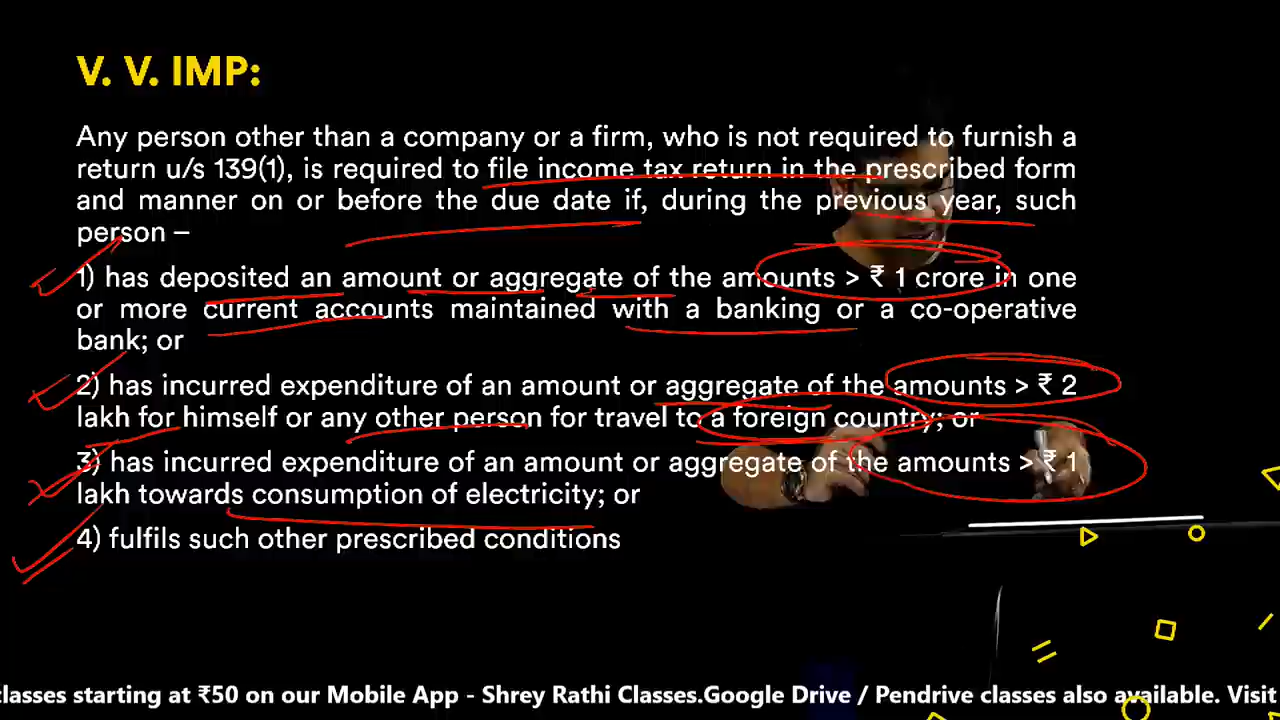 V. V. IMP:
Any person other than a company or a firm, who is not required to furnish a
return u/s 139(1), is required to file income tax return in the prescribed form
and manner on or before the due date if, during the previous year, such
person –
1) has deposited an amount or aggregate of the amounts > ₹ 1 crore in one
or more current accounts maintained with a banking or a co-operative
bank; or
2) has incurred expenditure of an amount or aggregate of the amounts > ₹ 2
lakh for himself or any other person for travel to a foreign country; or
3) has incurred expenditure of an amount or aggregate of the amounts > ₹ 1
lakh towards consumption of electricity; or
4) fulfils such other prescribed conditions
classes starting at ₹50 on our Mobile App - Shrey Rathi Classes.Google Drive / Pendrive classes also available. Visit